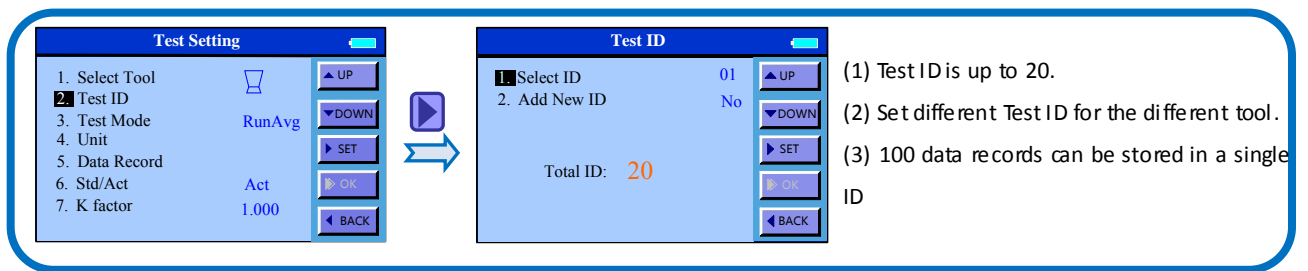 Test Setting
1. Select Tool
2. Test ID
3. Test Mode RunAvg
4. Unit
5. Data Record
6. Std/Act Act
7. K factor 1.000
UP
DOWN
SET
OK
BACK
Test ID
1. Select ID 01
2. Add New ID No
Total ID: 20
UP
DOWN
SET
OK
BACK
(1) Test ID is up to 20.
(2) Set different Test ID for the different tool.
(3) 100 data records can be stored in a single
ID